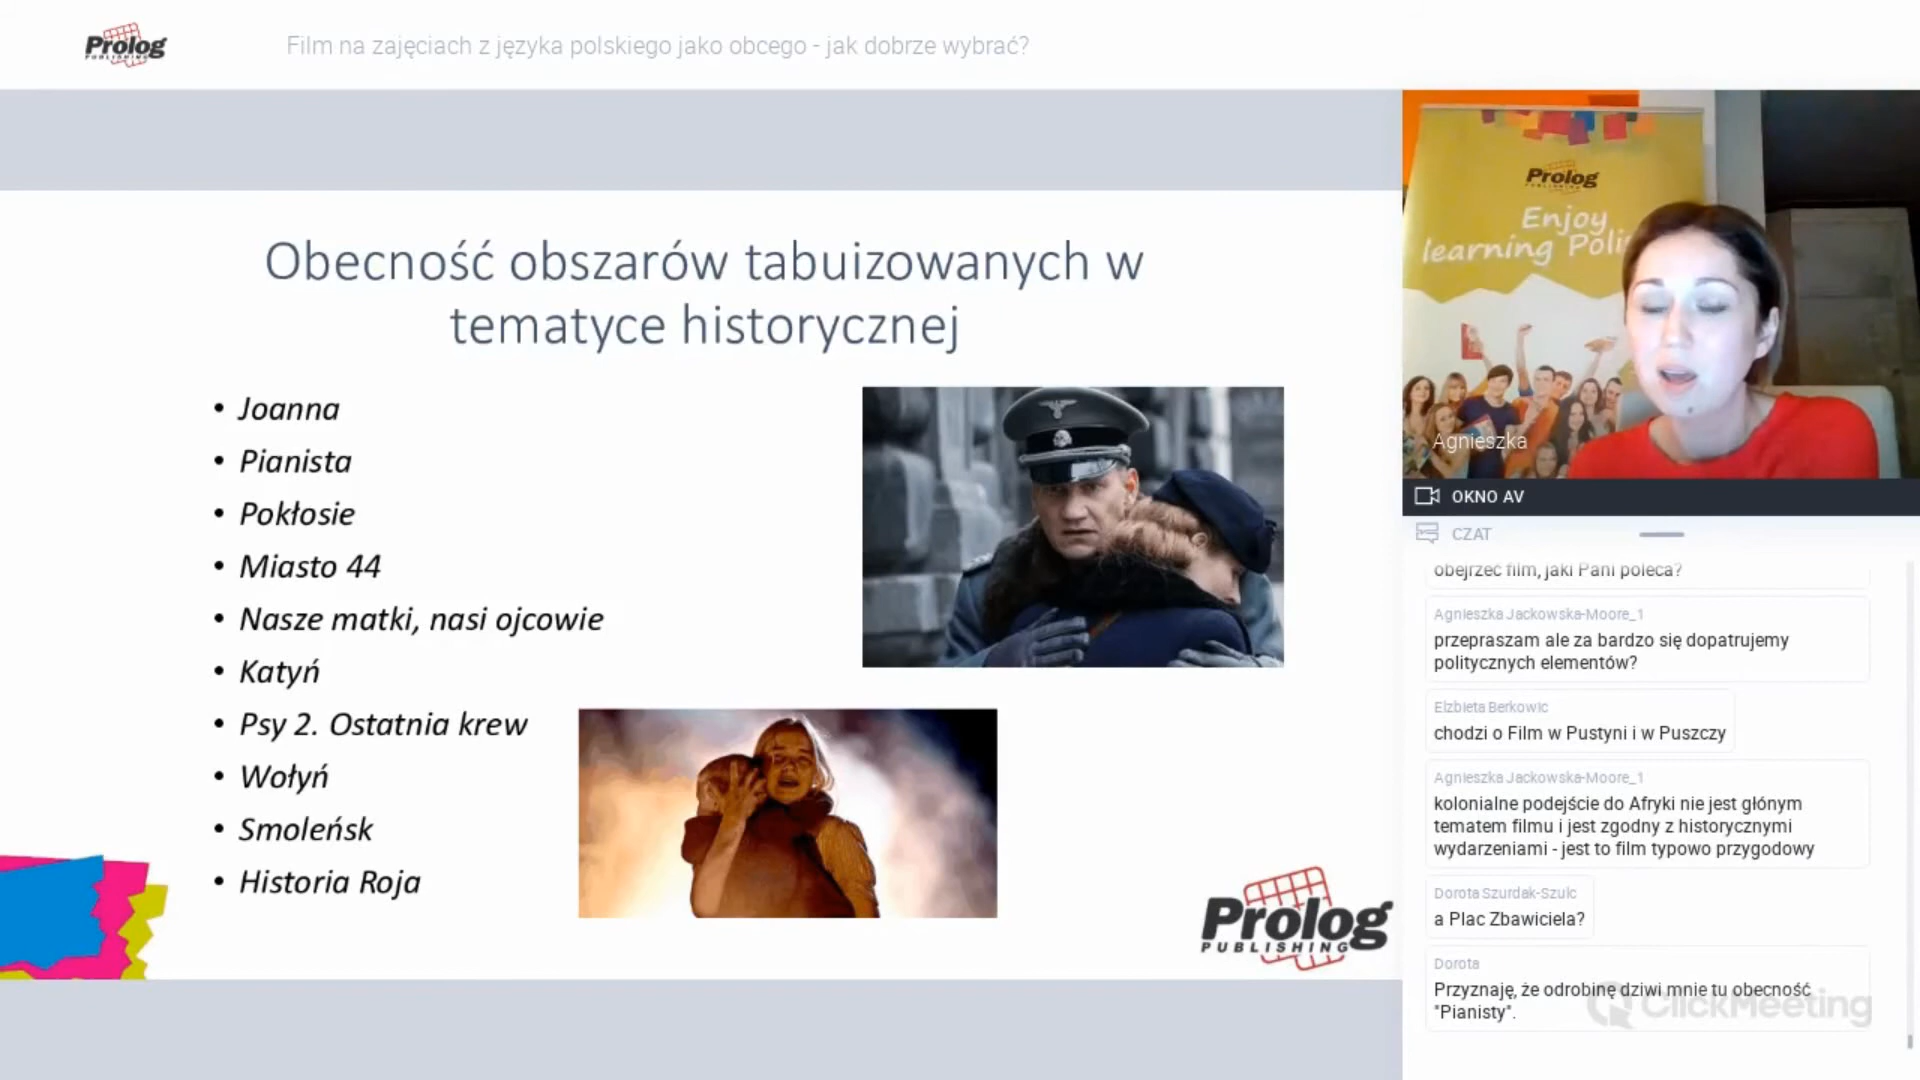 Prolog
PUBLISHING
Film na zajęciach z języka polskiego jako obcego - jak dobrze wybrać?
Obecność obszarów tabuizowanych w
tematyce historycznej
• Joanna
• Pianista
• Pokłosie
• Miasto 44
• Nasze matki, nasi ojcowie
• Katyń
• Psy 2. Ostatnia krew
• Wołyń
• Smoleńsk
• Historia Roja
Prolog
PUBLISHING
Prolog
PUBLISHING
Enjoy
learning
Agnieszka
OKNO AV
CZAT
obejrzeć film, jaki Pani poleca?
Agnieszka Jackowska-Moore_1
przepraszam ale za bardzo się dopatrujemy
politycznych elementów?
Elzbieta Berkowic
chodzi o Film w Pustyni i w Puszczy
Agnieszka Jackowska-Moore_1
kolonialne podejście do Afryki nie jest głónym
tematem filmu i jest zgodny z historycznymi
wydarzeniami - jest to film typowo przygodowy
Dorota Szurdak-Szulc
a Plac Zbawiciela?
Dorota
Przyznaję, że odrobinę dziwi mnie tu obecność
"Pianisty".
ClickMeeting